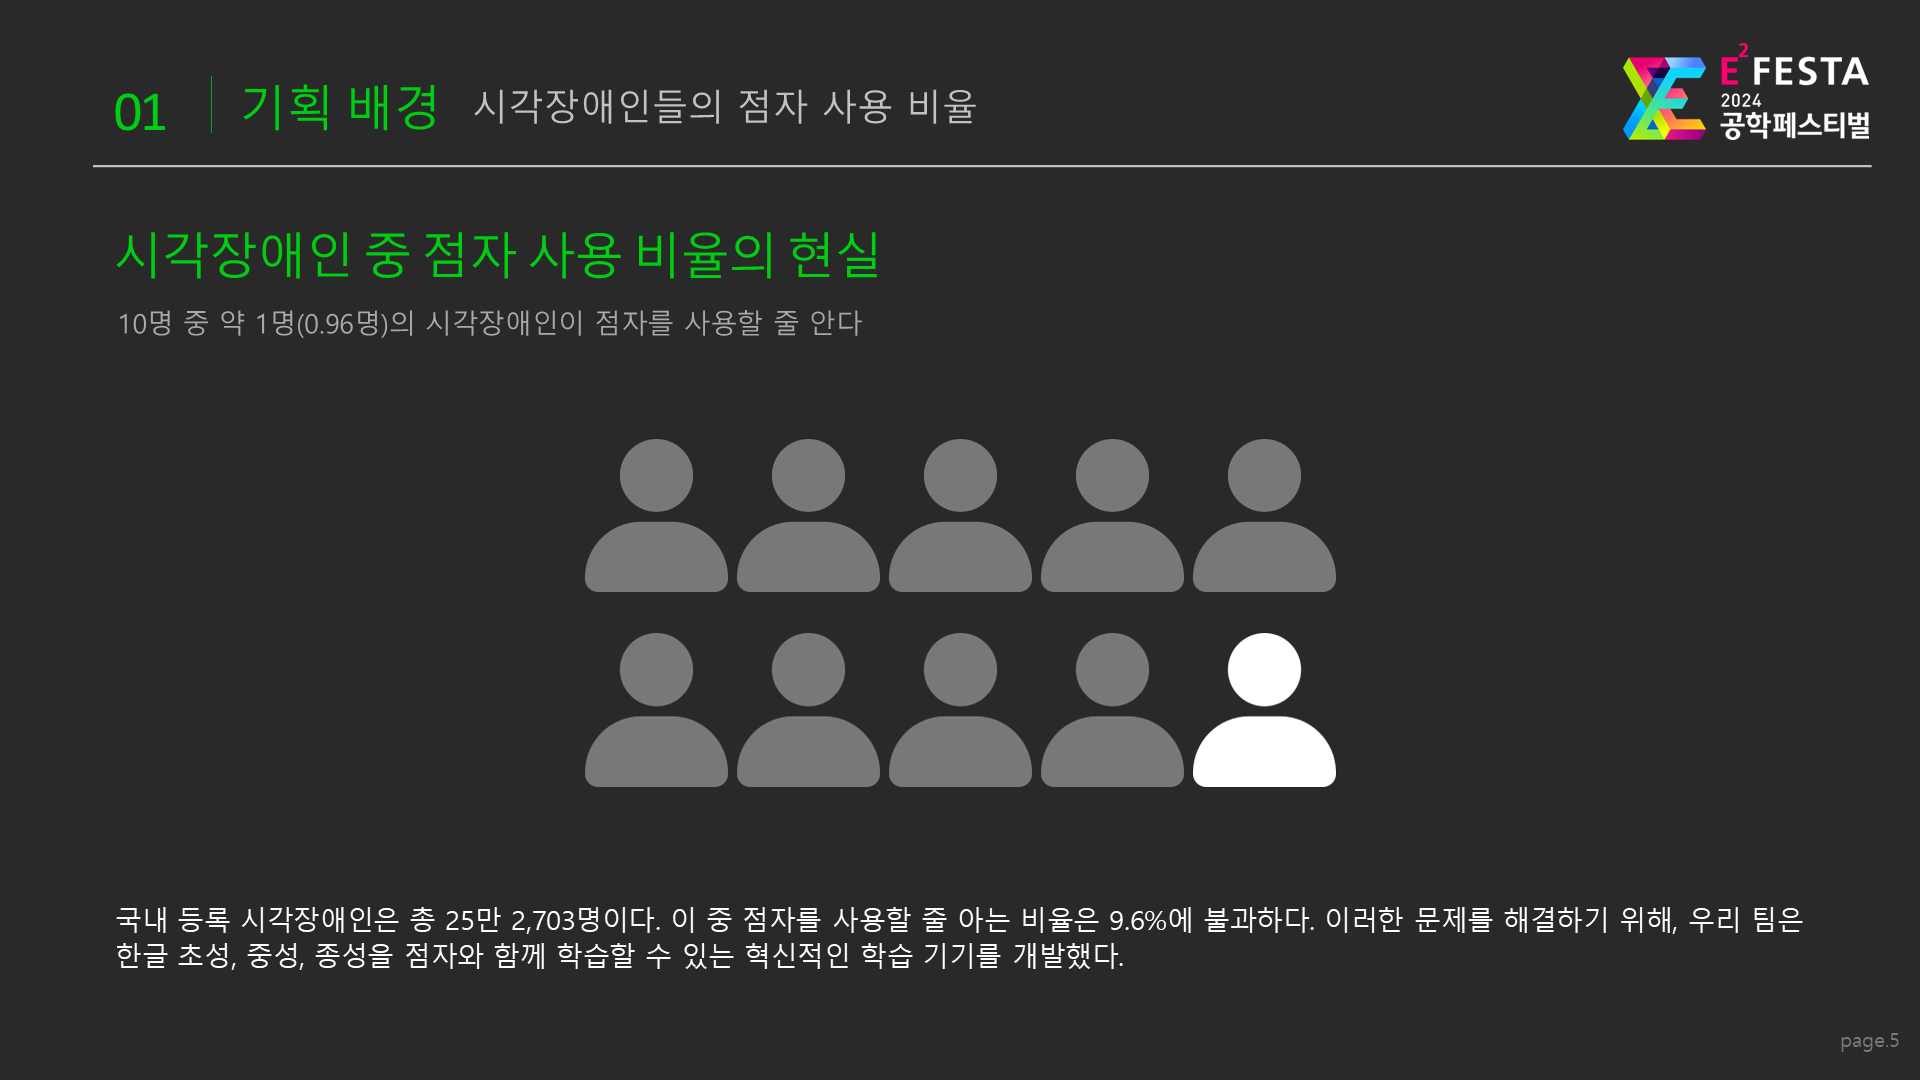 01
기획 배경
시각장애인들의 점자 사용 비율
E²FESTA
2024
공학페스티벌
시각장애인 중 점자 사용 비율의 현실
10명 중 약 1명(0.96명)의 시각장애인이 점자를 사용할 줄 안다
국내 등록 시각장애인은 총 25만 2,703명이다. 이 중 점자를 사용할 줄 아는 비율은 9.6%에 불과하다. 이러한 문제를 해결하기 위해, 우리 팀은
한글 초성, 중성, 종성을 점자와 함께 학습할 수 있는 혁신적인 학습 기기를 개발했다.
page.5